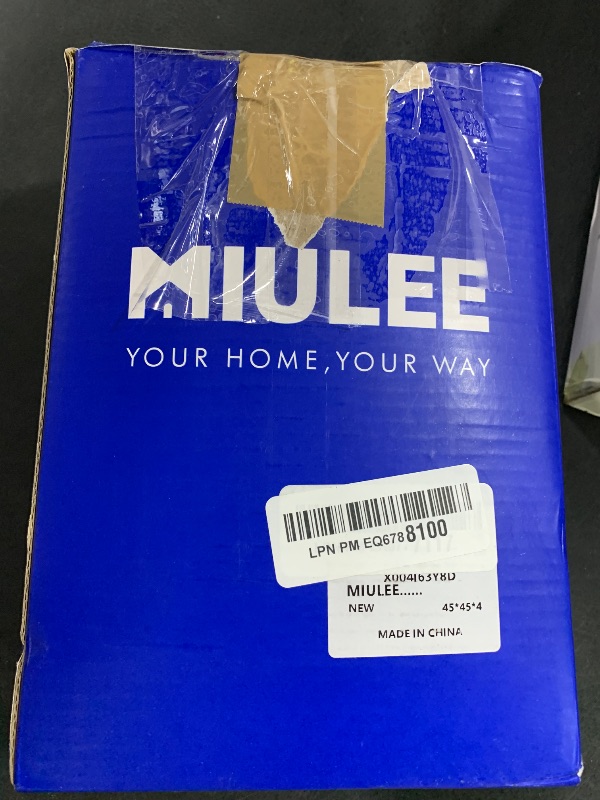 MIULEE
YOUR HOME, YOUR WAY
LPN PM EQ6788100
X004I63Y8D
MIULEE......
NEW 45*45*4
MADE IN CHINA